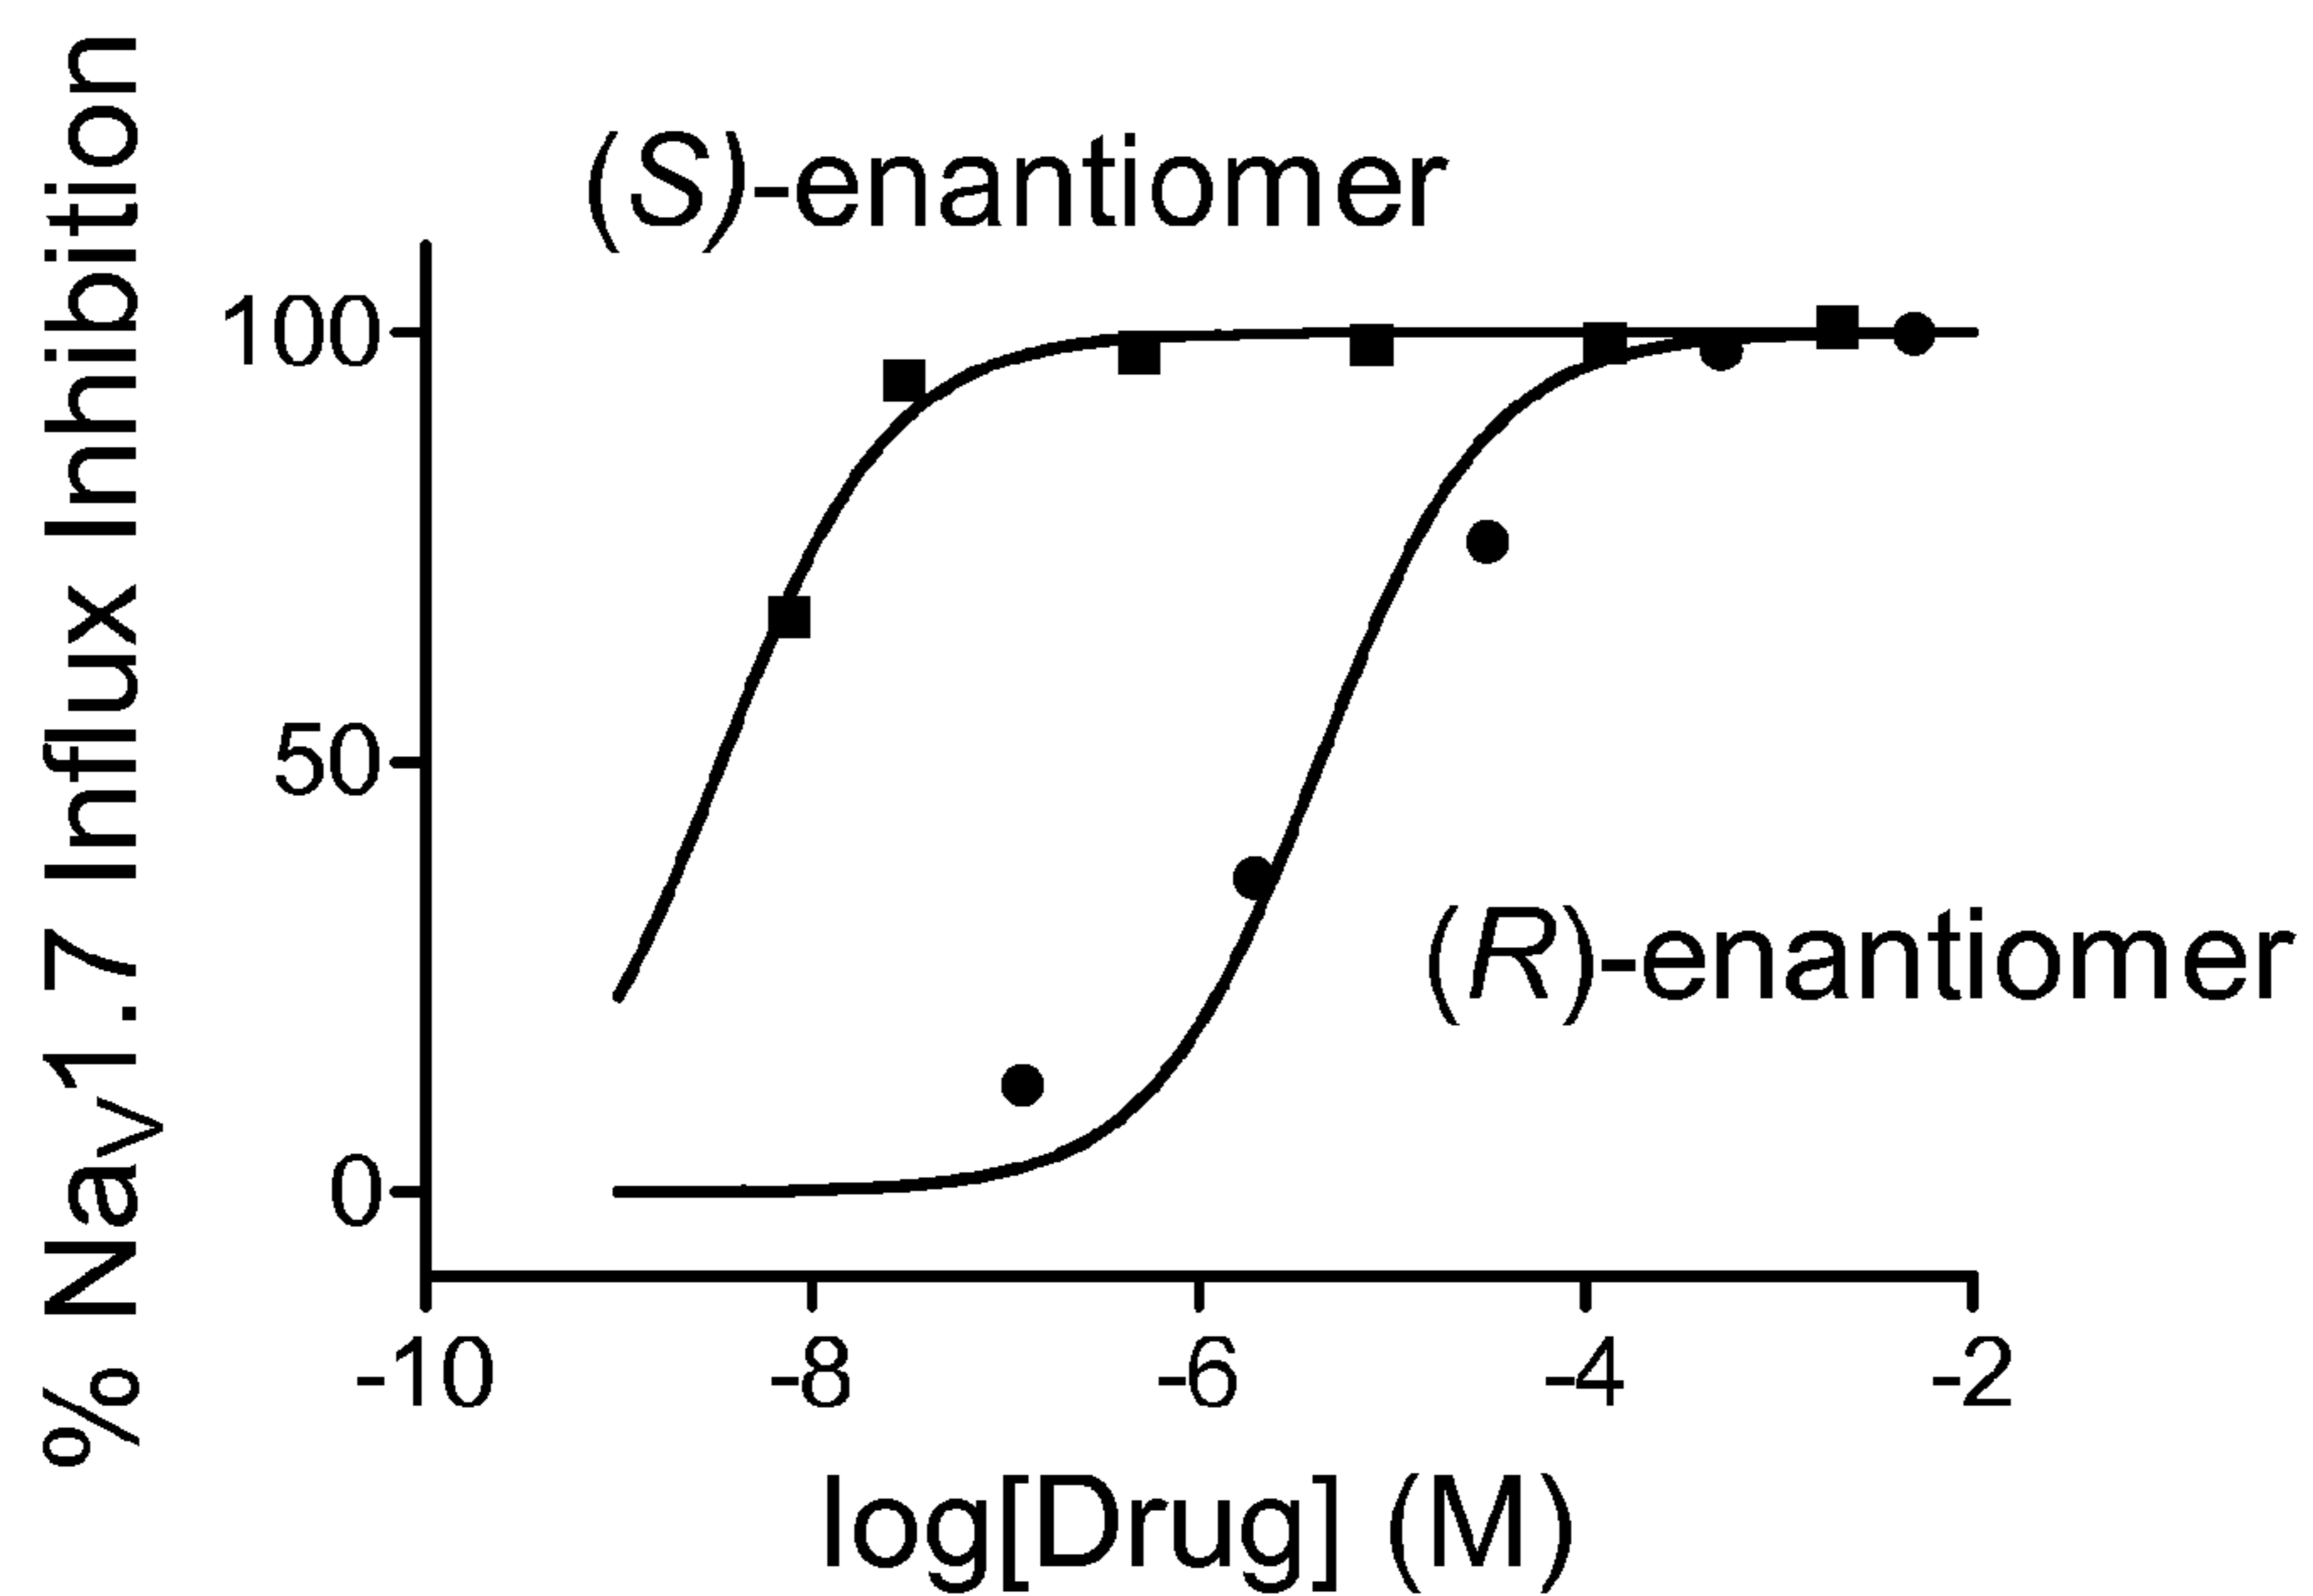 % Nav1.7 Influx Inhibition
(S)-enantiomer
100
50
0
(R)-enantiomer
-10 -8 -6 -4 -2
log[Drug] (M)